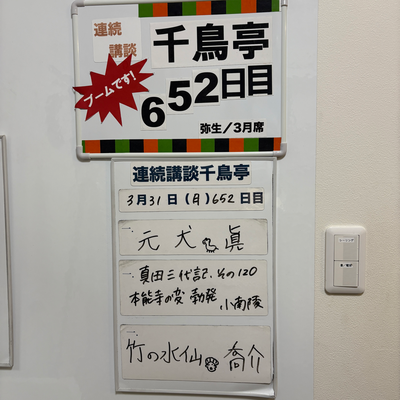 連続
講談
千鳥亭
ブームです!
652日目
弥生/3月席
連続講談千鳥亭
3月31日(月)652日目
一、
元犬 眞
一、真田三代記、その120
本能寺の変 勃発 小南陵
一、
竹の水仙 喬介